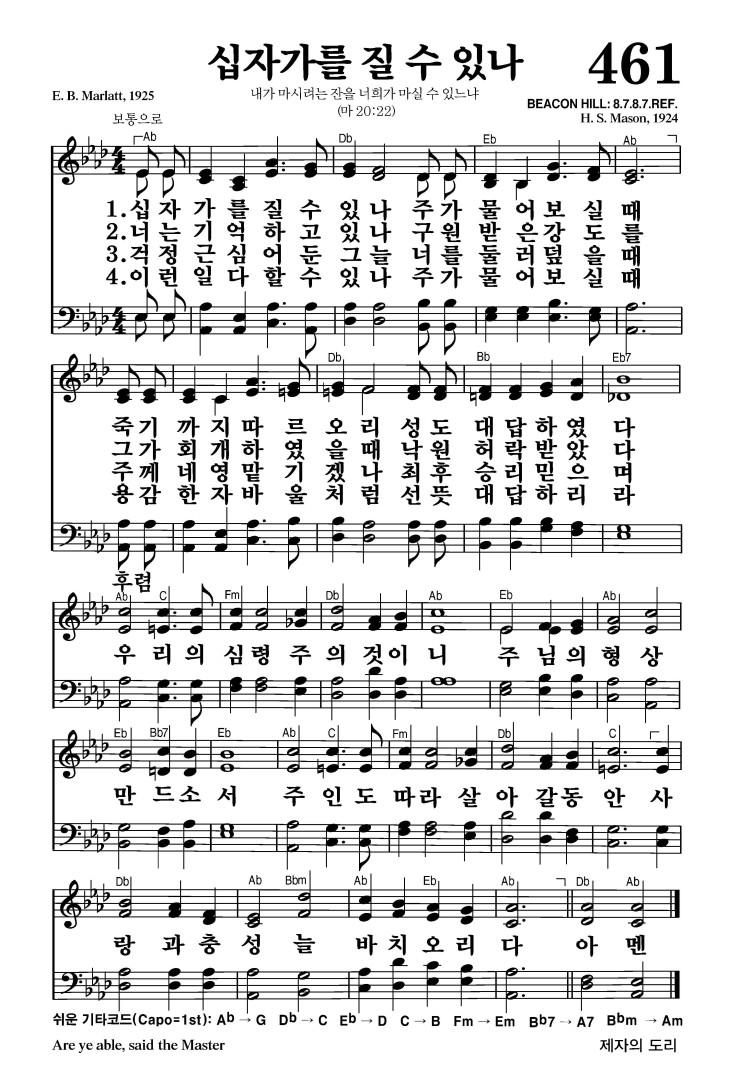 십자가를 질 수 있나
461
E. B. Marlatt, 1925
내가 마시려는 잔을 너희가 마실 수 있느냐
(마 20:22)
BEACON HILL: 8.7.8.7.REF.
H. S. Mason, 1924
보통으로
Ab Db Eb Ab
1.십 자 가 를 질 수 있 나 주 가 물 어 보 실 때
2.너 는 기 억 하 고 있 나 구 원 받 은 강 도 를
3.걱 정 근 심 어 둔 그 늘 너 를 둘 러 덮 을 때
4.이 런 일 다 할 수 있 나 주 가 물 어 보 실 때
Db Bb Eb7
죽 기 까 지 따 르 오 리 성 도 대 답 하 였 다
그 가 회 개 하 였 을 때 낙 원 허 락 받 았 다
주 께 네 영 맡 기 겠 나 최 후 승 리 믿 으 며
용 감 한 자 바 울 처 럼 선 뜻 대 답 하 리 라
후렴
Ab C Fm Db Ab Eb Ab
우 리 의 심 령 주 의 것 이 니 주 님 의 형 상
Eb Bb7 Eb Ab C Fm Db C
만 드 소 서 주 인 도 따 라 살 아 갈 동 안 사
Db Ab Bbm Ab Eb Ab Db Ab
랑 과 충 성 늘 바 치 오 리 다 아 멘
쉬운 기타코드(Capo=1st): Ab → G Db → C Eb → D C → B Fm → Em Bb7 → A7 Bbm → Am
Are ye able, said the Master
제자의 도리